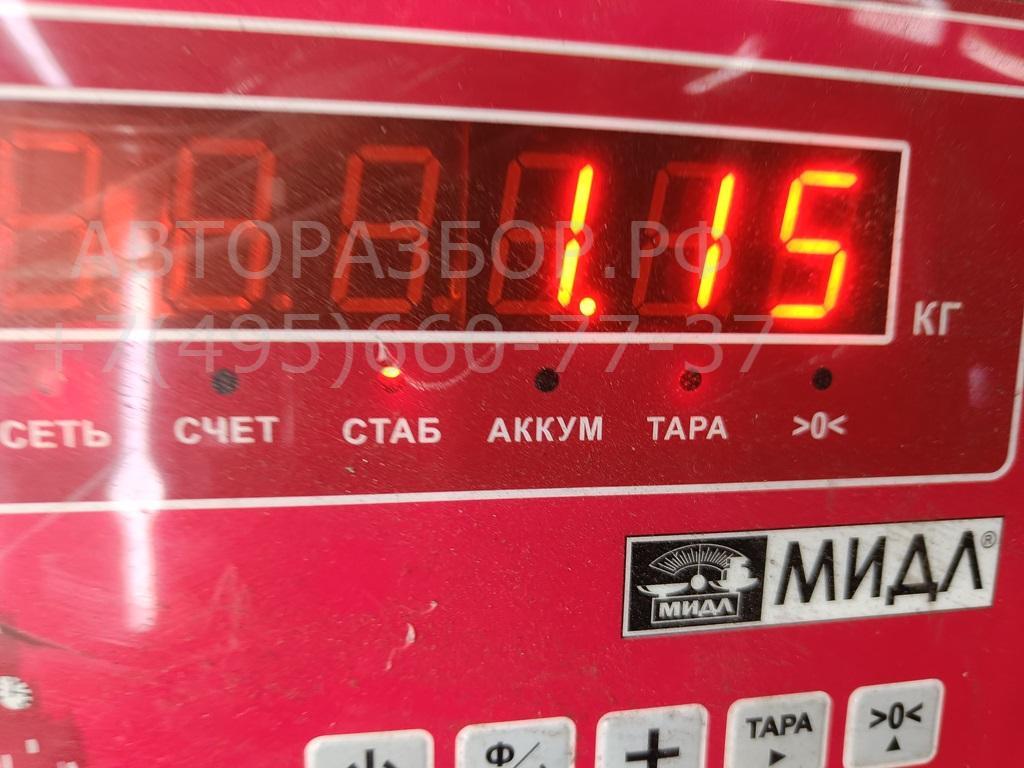 1.15
КГ
АВТОРАЗБОР.РФ
+7(495)660-77-37
СЕТЬ СЧЕТ СТАБ АККУМ ТАРА >0<
МИДЛ МИДЛ®
Ф/ + ТАРА >0<